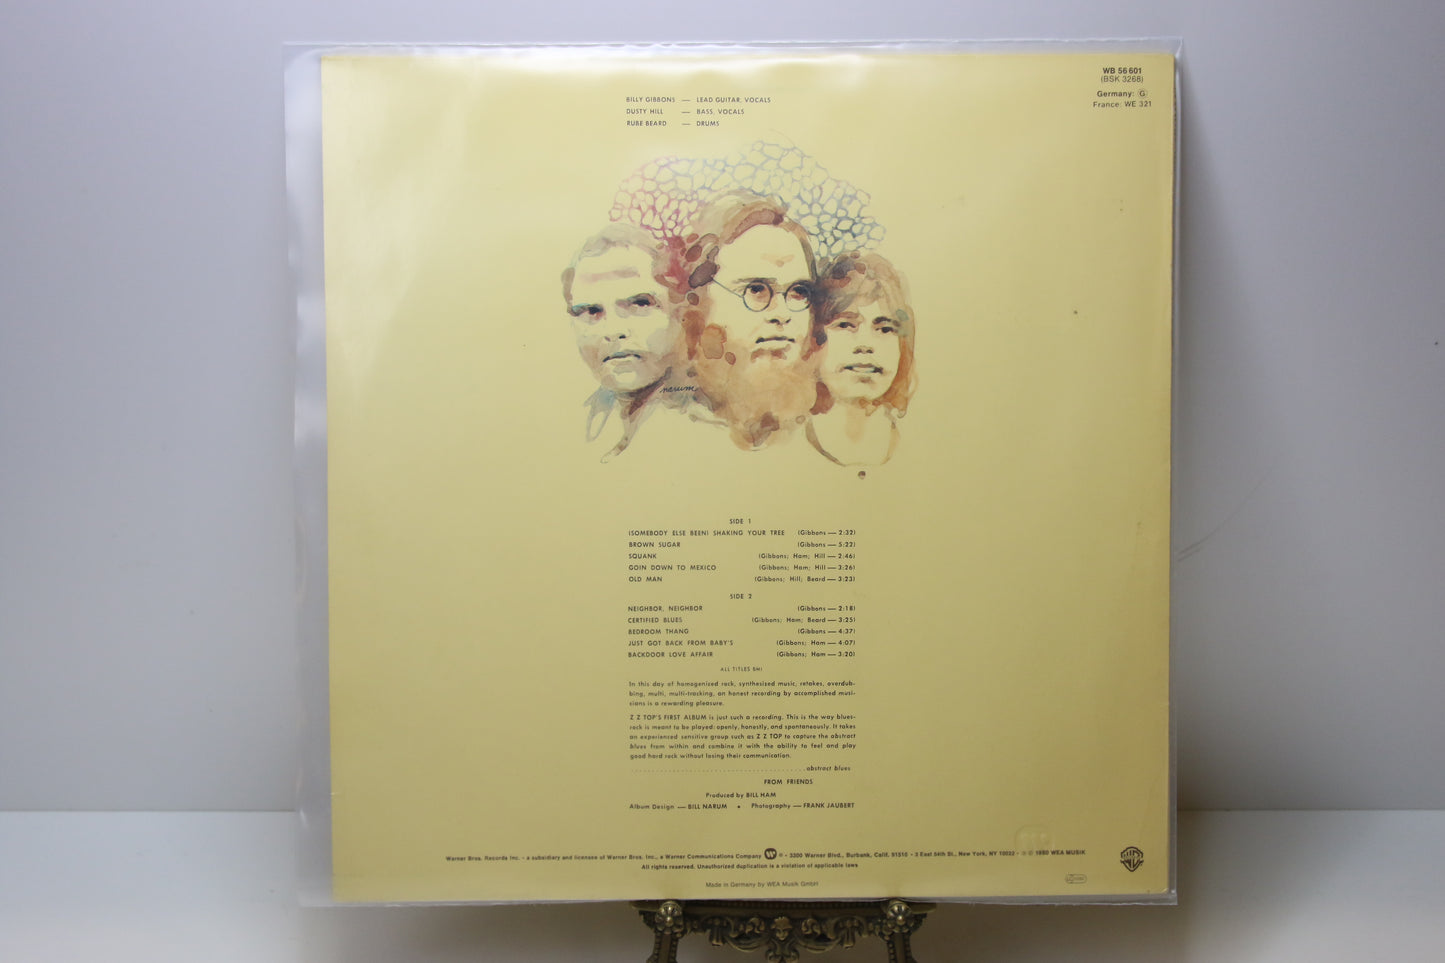 WB 56 601
(BSK 3268)
Germany: G
France: WE 321
BILLY GIBBONS — LEAD GUITAR, VOCALS
DUSTY HILL — BASS, VOCALS
RUBE BEARD — DRUMS
narum
SIDE 1
(SOMEBODY ELSE BEEN) SHAKING YOUR TREE (Gibbons — 2:32)
BROWN SUGAR (Gibbons — 5:22)
SQUANK (Gibbons; Ham; Hill — 2:46)
GOIN DOWN TO MEXICO (Gibbons; Ham; Hill — 3:26)
OLD MAN (Gibbons; Hill; Beard — 3:23)
SIDE 2
NEIGHBOR, NEIGHBOR (Gibbons — 2:18)
CERTIFIED BLUES (Gibbons; Ham; Beard — 3:25)
BEDROOM THANG (Gibbons — 4:37)
JUST GOT BACK FROM BABY'S (Gibbons; Ham — 4:07)
BACKDOOR LOVE AFFAIR (Gibbons; Ham — 3:20)
ALL TITLES BMI
In this day of homogenized rock, synthesised music, retakes, overdub-
bing, multi, multi-tracking, an honest recording by accomplished musi-
cians is a rewarding pleasure.
Z Z TOP'S FIRST ALBUM is just such a recording. This is the way blues-
rock is meant to be played: openly, honestly, and spontaneously. It takes
an experienced sensitive group such as Z Z TOP to capture the abstract
blues from within and combine it with the ability to feel and play
good hard rock without losing their communication.
..........................................abstract blues
FROM FRIENDS
Produced by BILL HAM
Album Design — BILL NARUM • Photography — FRANK JAUBERT
Warner Bros. Records Inc. - a subsidiary and licensee of Warner Bros. Inc., a Warner Communications Company W ® - 3300 Warner Blvd., Burbank, Calif. 91510 - 3 East 54th St., New York, NY 10022 - ℗ © 1980 WEA MUSIK
All rights reserved. Unauthorized duplication is a violation of applicable laws
Made in Germany by WEA Musik GmbH